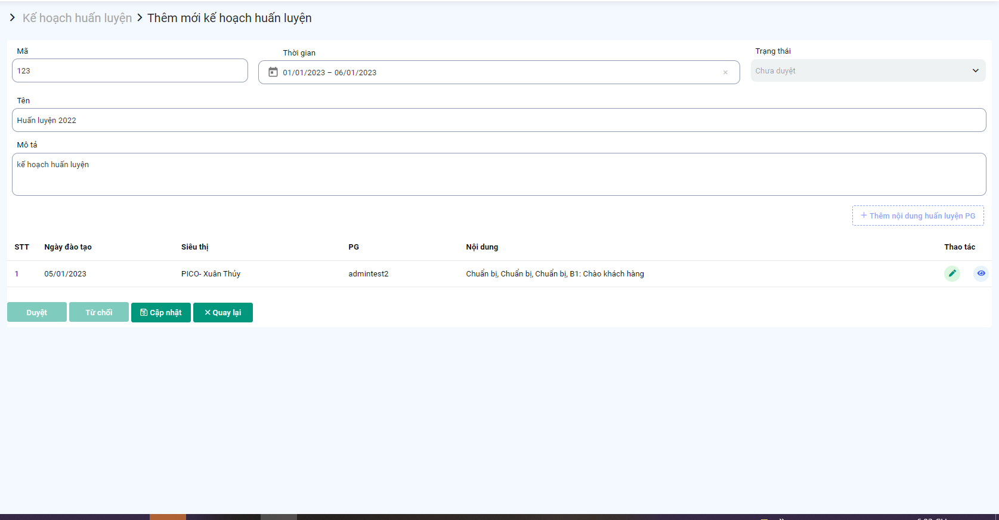 Kế hoạch huấn luyện Thêm mới kế hoạch huấn luyện
Mã
123
Thời gian
01/01/2023 – 06/01/2023
Trạng thái
Chưa duyệt
Tên
Huấn luyện 2022
Mô tả
kế hoạch huấn luyện
+ Thêm nội dung huấn luyện PG
STT Ngày đào tạo Siêu thị PG Nội dung Thao tác
1 05/01/2023 PICO- Xuân Thủy admintest2 Chuẩn bị, Chuẩn bị, Chuẩn bị, B1: Chào khách hàng
Duyệt Từ chối Cập nhật Quay lại